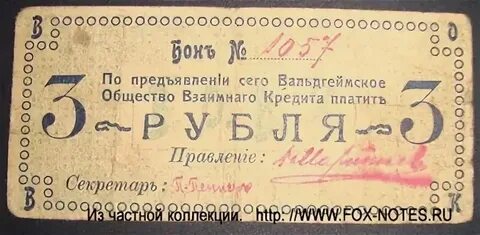 В О
Бонъ № 1057
По предъявленіи сего Вальдгеймское
Общество Взаимнаго Кредита платитъ
3 РУБЛЯ 3
Правленіе:
Секретарь:
В К
Из частной коллекции. http://www.FOX-NOTES.RU